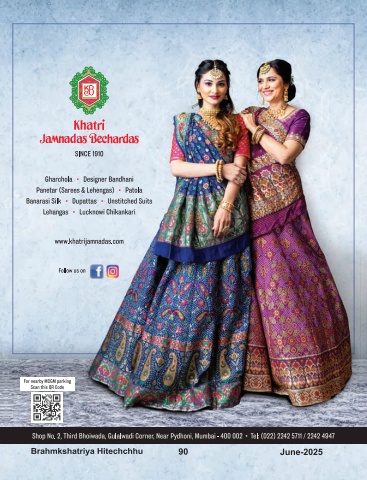 KJB
Khatri
Jamnadas Bechardas
SINCE 1910
Gharchola • Designer Bandhani
Panetar (Sarees & Lehengas) • Patola
Banarasi Silk • Dupattas • Unstitched Suits
Lehangas • Lucknowi Chikankari
www.khatrijamnadas.com
Follow us on
For nearby MCGM parking
Scan this QR Code
Shop No, 2, Third Bhoiwada, Gulalwadi Corner, Near Pydhoni, Mumbai - 400 002 • Tel: (022) 2242 5711 / 2242 4947
Brahmkshatriya Hitechchhu 90 June-2025